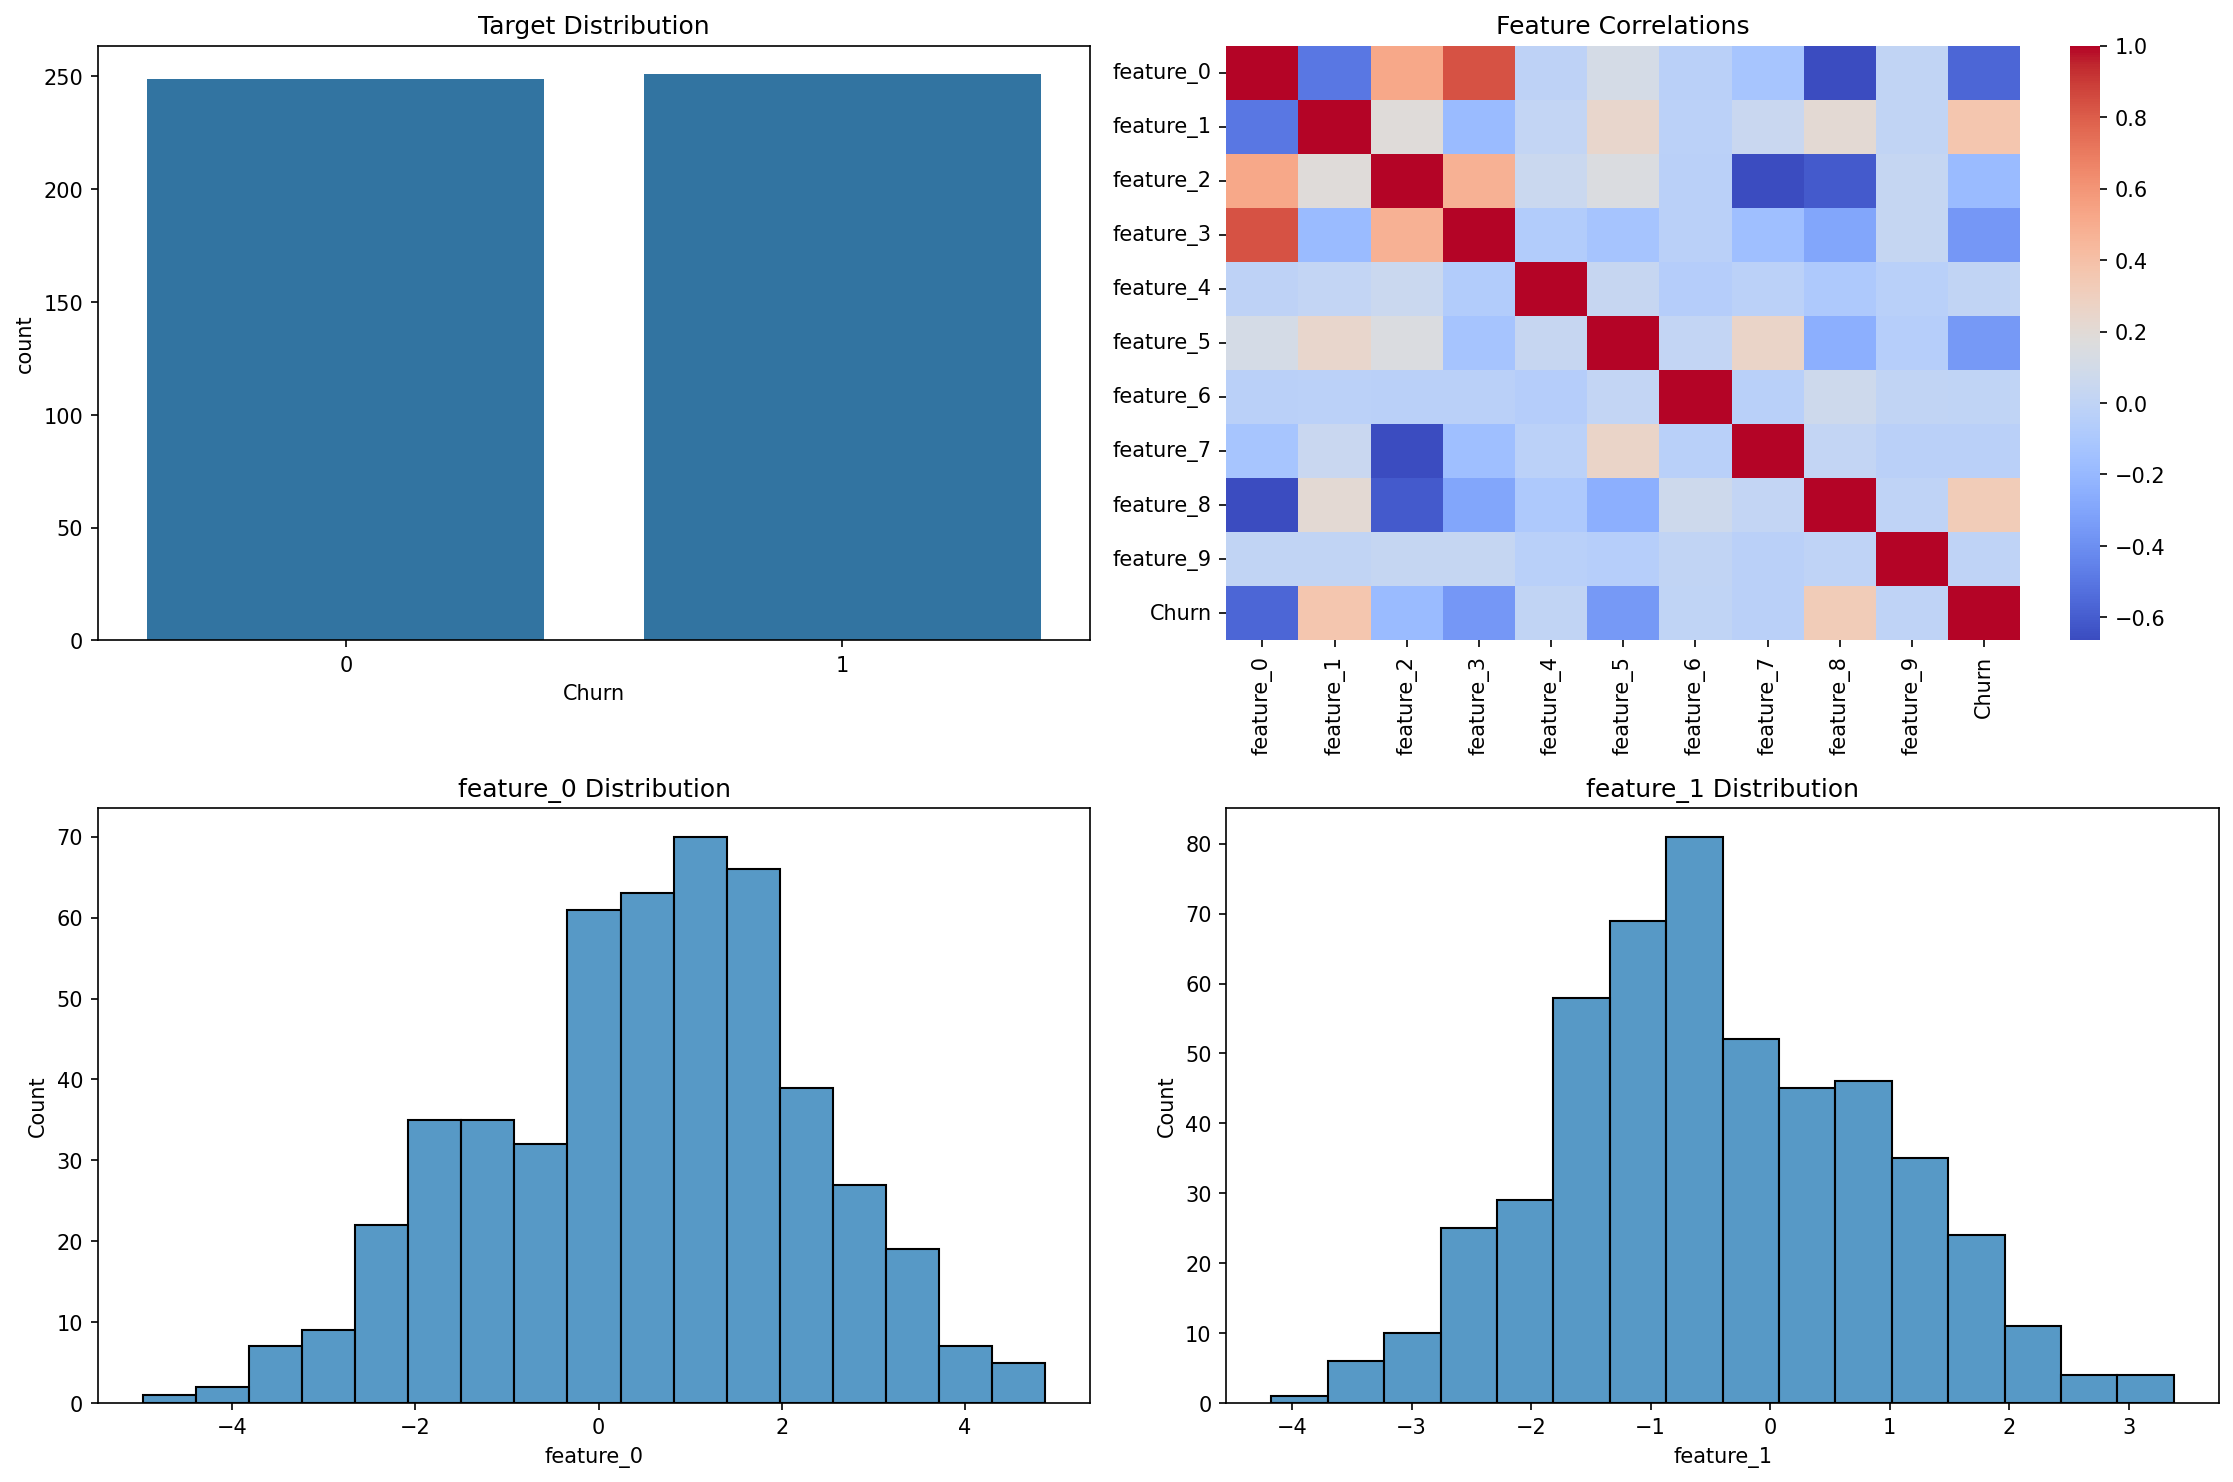 Target Distribution
count
250
200
150
100
50
0
0 1
Churn
Feature Correlations
feature_0
feature_1
feature_2
feature_3
feature_4
feature_5
feature_6
feature_7
feature_8
feature_9
Churn
feature_0 feature_1 feature_2 feature_3 feature_4 feature_5 feature_6 feature_7 feature_8 feature_9 Churn
1.0
0.8
0.6
0.4
0.2
0.0
−0.2
−0.4
−0.6
feature_0 Distribution
Count
70
60
50
40
30
20
10
0
−4 −2 0 2 4
feature_0
feature_1 Distribution
Count
80
70
60
50
40
30
20
10
0
−4 −3 −2 −1 0 1 2 3
feature_1